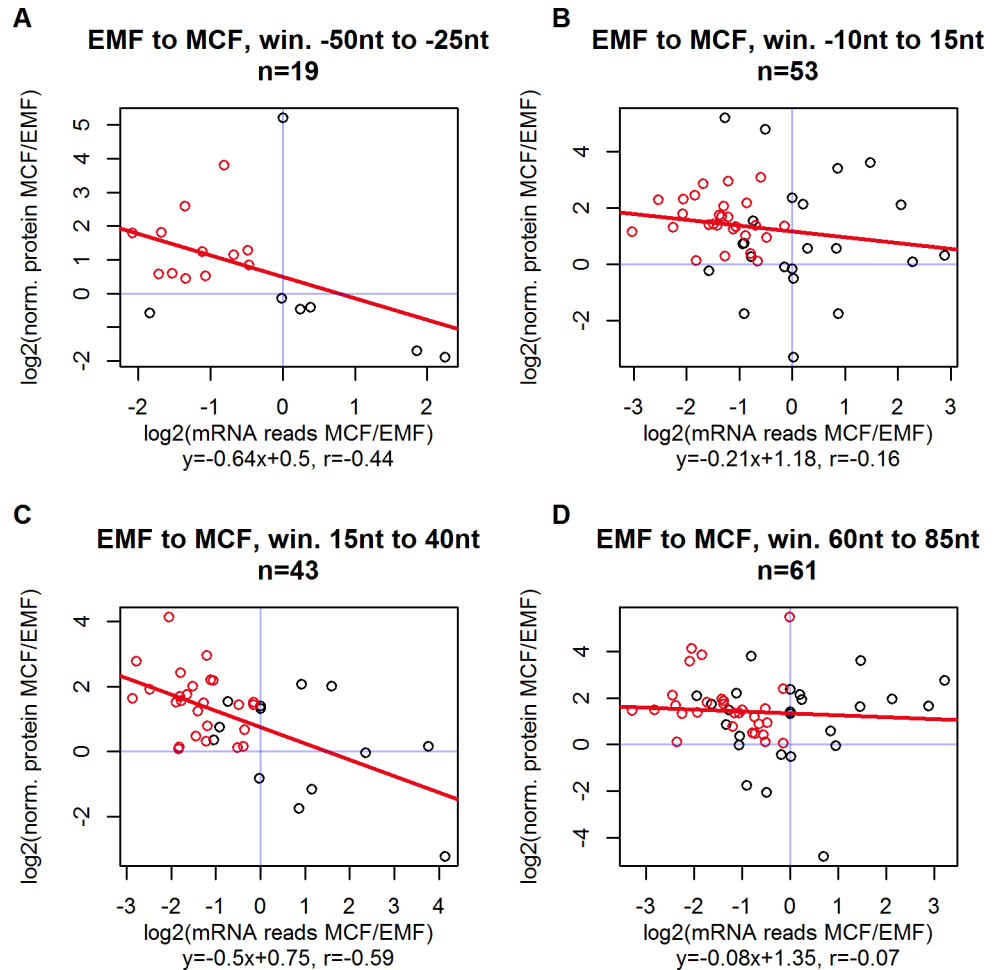 A
EMF to MCF, win. -50nt to -25nt
n=19
log2(norm. protein MCF/EMF)
5
4
3
2
1
0
-2
-2
-1
0
1
2
log2(mRNA reads MCF/EMF)
y=-0.64x+0.5, r=-0.44
B
EMF to MCF, win. -10nt to 15nt
n=53
log2(norm. protein MCF/EMF)
4
2
0
-2
-3
-2
-1
0
1
2
3
log2(mRNA reads MCF/EMF)
y=-0.21x+1.18, r=-0.16
C
EMF to MCF, win. 15nt to 40nt
n=43
log2(norm. protein MCF/EMF)
4
2
0
-2
-3
-2
-1
0
1
2
3
4
log2(mRNA reads MCF/EMF)
y=-0.5x+0.75, r=-0.59
D
EMF to MCF, win. 60nt to 85nt
n=61
log2(norm. protein MCF/EMF)
4
2
0
-2
-4
-3
-2
-1
0
1
2
3
log2(mRNA reads MCF/EMF)
y=-0.08x+1.35, r=-0.07